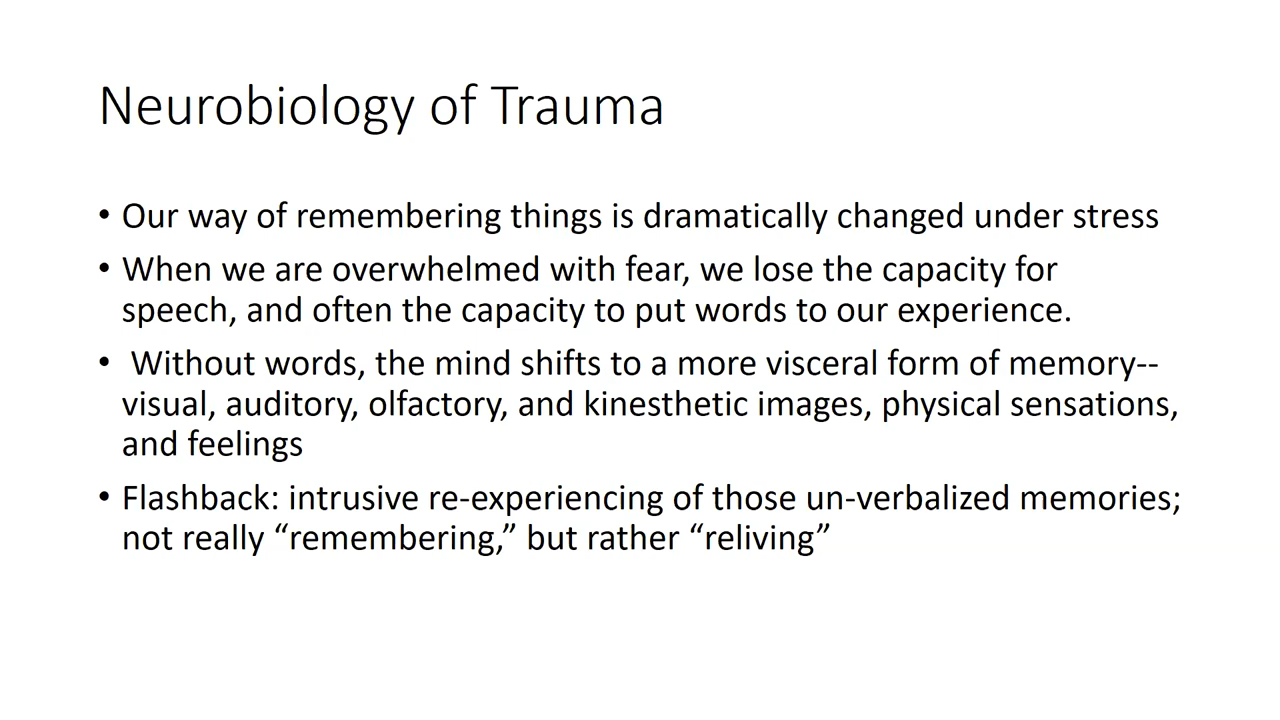 Neurobiology of Trauma
• Our way of remembering things is dramatically changed under stress
• When we are overwhelmed with fear, we lose the capacity for
speech, and often the capacity to put words to our experience.
• Without words, the mind shifts to a more visceral form of memory--
visual, auditory, olfactory, and kinesthetic images, physical sensations,
and feelings
• Flashback: intrusive re-experiencing of those un-verbalized memories;
not really “remembering,” but rather “reliving”